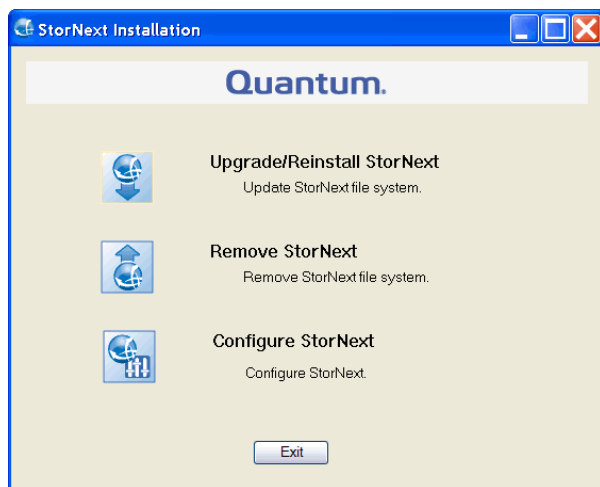 StorNext Installation
Quantum.
Upgrade/Reinstall StorNext
Update StorNext file system.
Remove StorNext
Remove StorNext file system.
Configure StorNext
Configure StorNext.
Exit